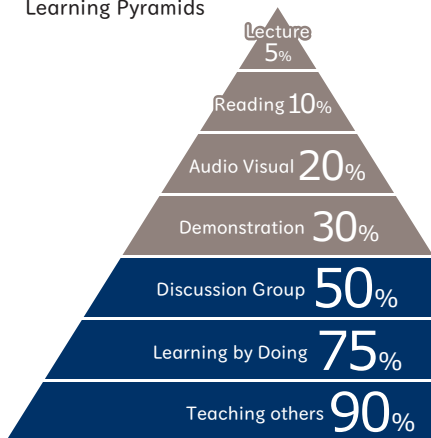 Learning Pyramids
Lecture
5%
Reading 10%
Audio Visual 20%
Demonstration 30%
Discussion Group 50%
Learning by Doing 75%
Teaching others 90%